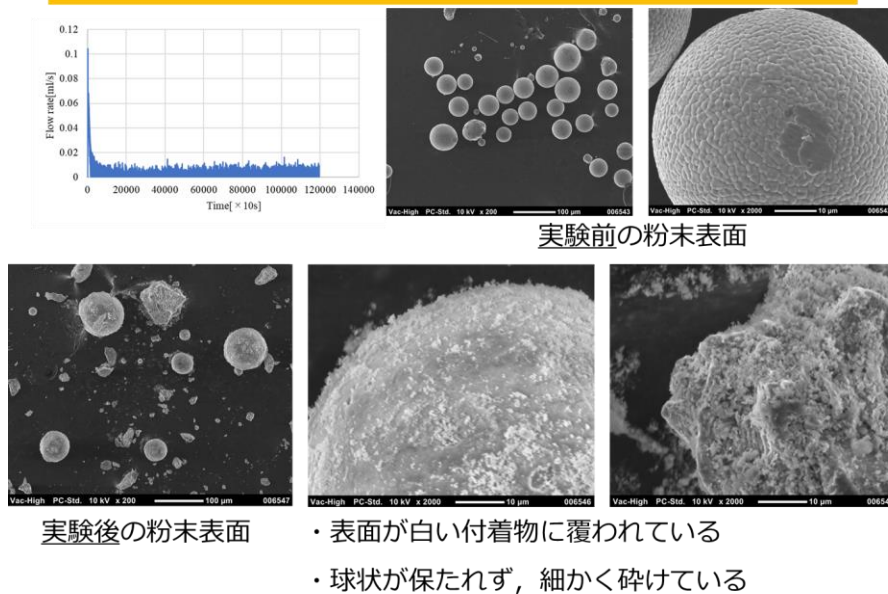 0.12
0.1
0.08
0.06
0.04
0.02
0
Flow rate[ml/s]
0 20000 40000 60000 80000 100000 120000 140000
Time[×10s]
Vac-High PC-Std. 10 kV x 200 100 µm 006543
Vac-High PC-Std. 10 kV x 2000 10 µm 00654
実験前の粉末表面
Vac-High PC-Std. 10 kV x 200 100 µm 006547
Vac-High PC-Std. 10 kV x 2000 10 µm 006546
Vac-High PC-Std. 10 kV x 2000 10 µm 00654
実験後の粉末表面
・表面が白い付着物に覆われている
・球状が保たれず，細かく砕けている